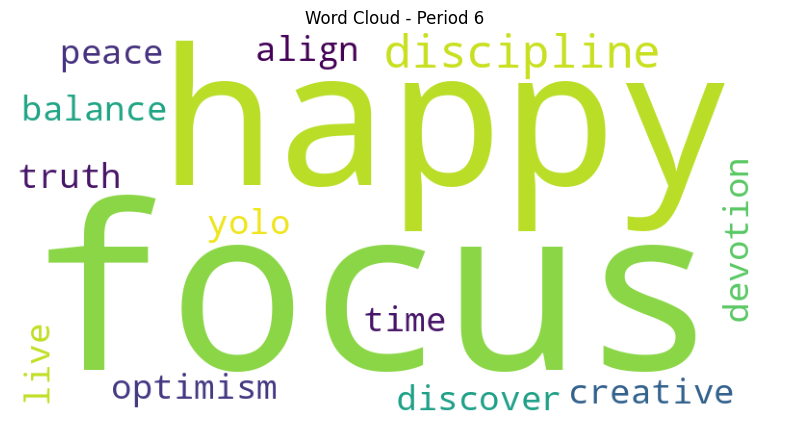 Word Cloud - Period 6
peace
align
discipline
happy
balance
truth
devotion
focus
yolo
time
live
optimism
discover
creative